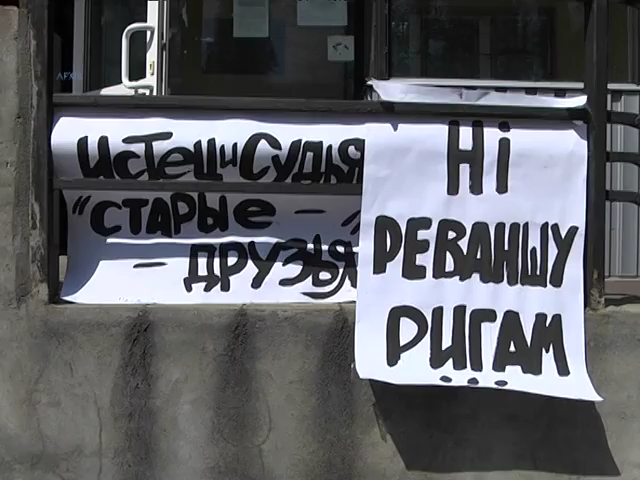 Истец и Судья
"СТАРЫе -
- ДРУЗЬЯ
Ні
РЕВАНШУ
РИГАМ
...